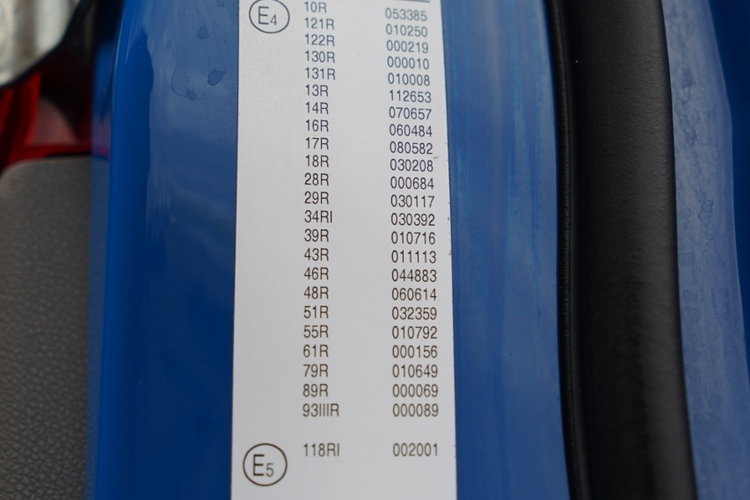 E4 10R 053385
121R 010250
122R 000219
130R 000010
131R 010008
13R 112653
14R 070657
16R 060484
17R 080582
18R 030208
28R 000684
29R 030117
34RI 030392
39R 010716
43R 011113
46R 044883
48R 060614
51R 032359
55R 010792
61R 000156
79R 010649
89R 000069
93IIIR 000089
E5 118RI 002001